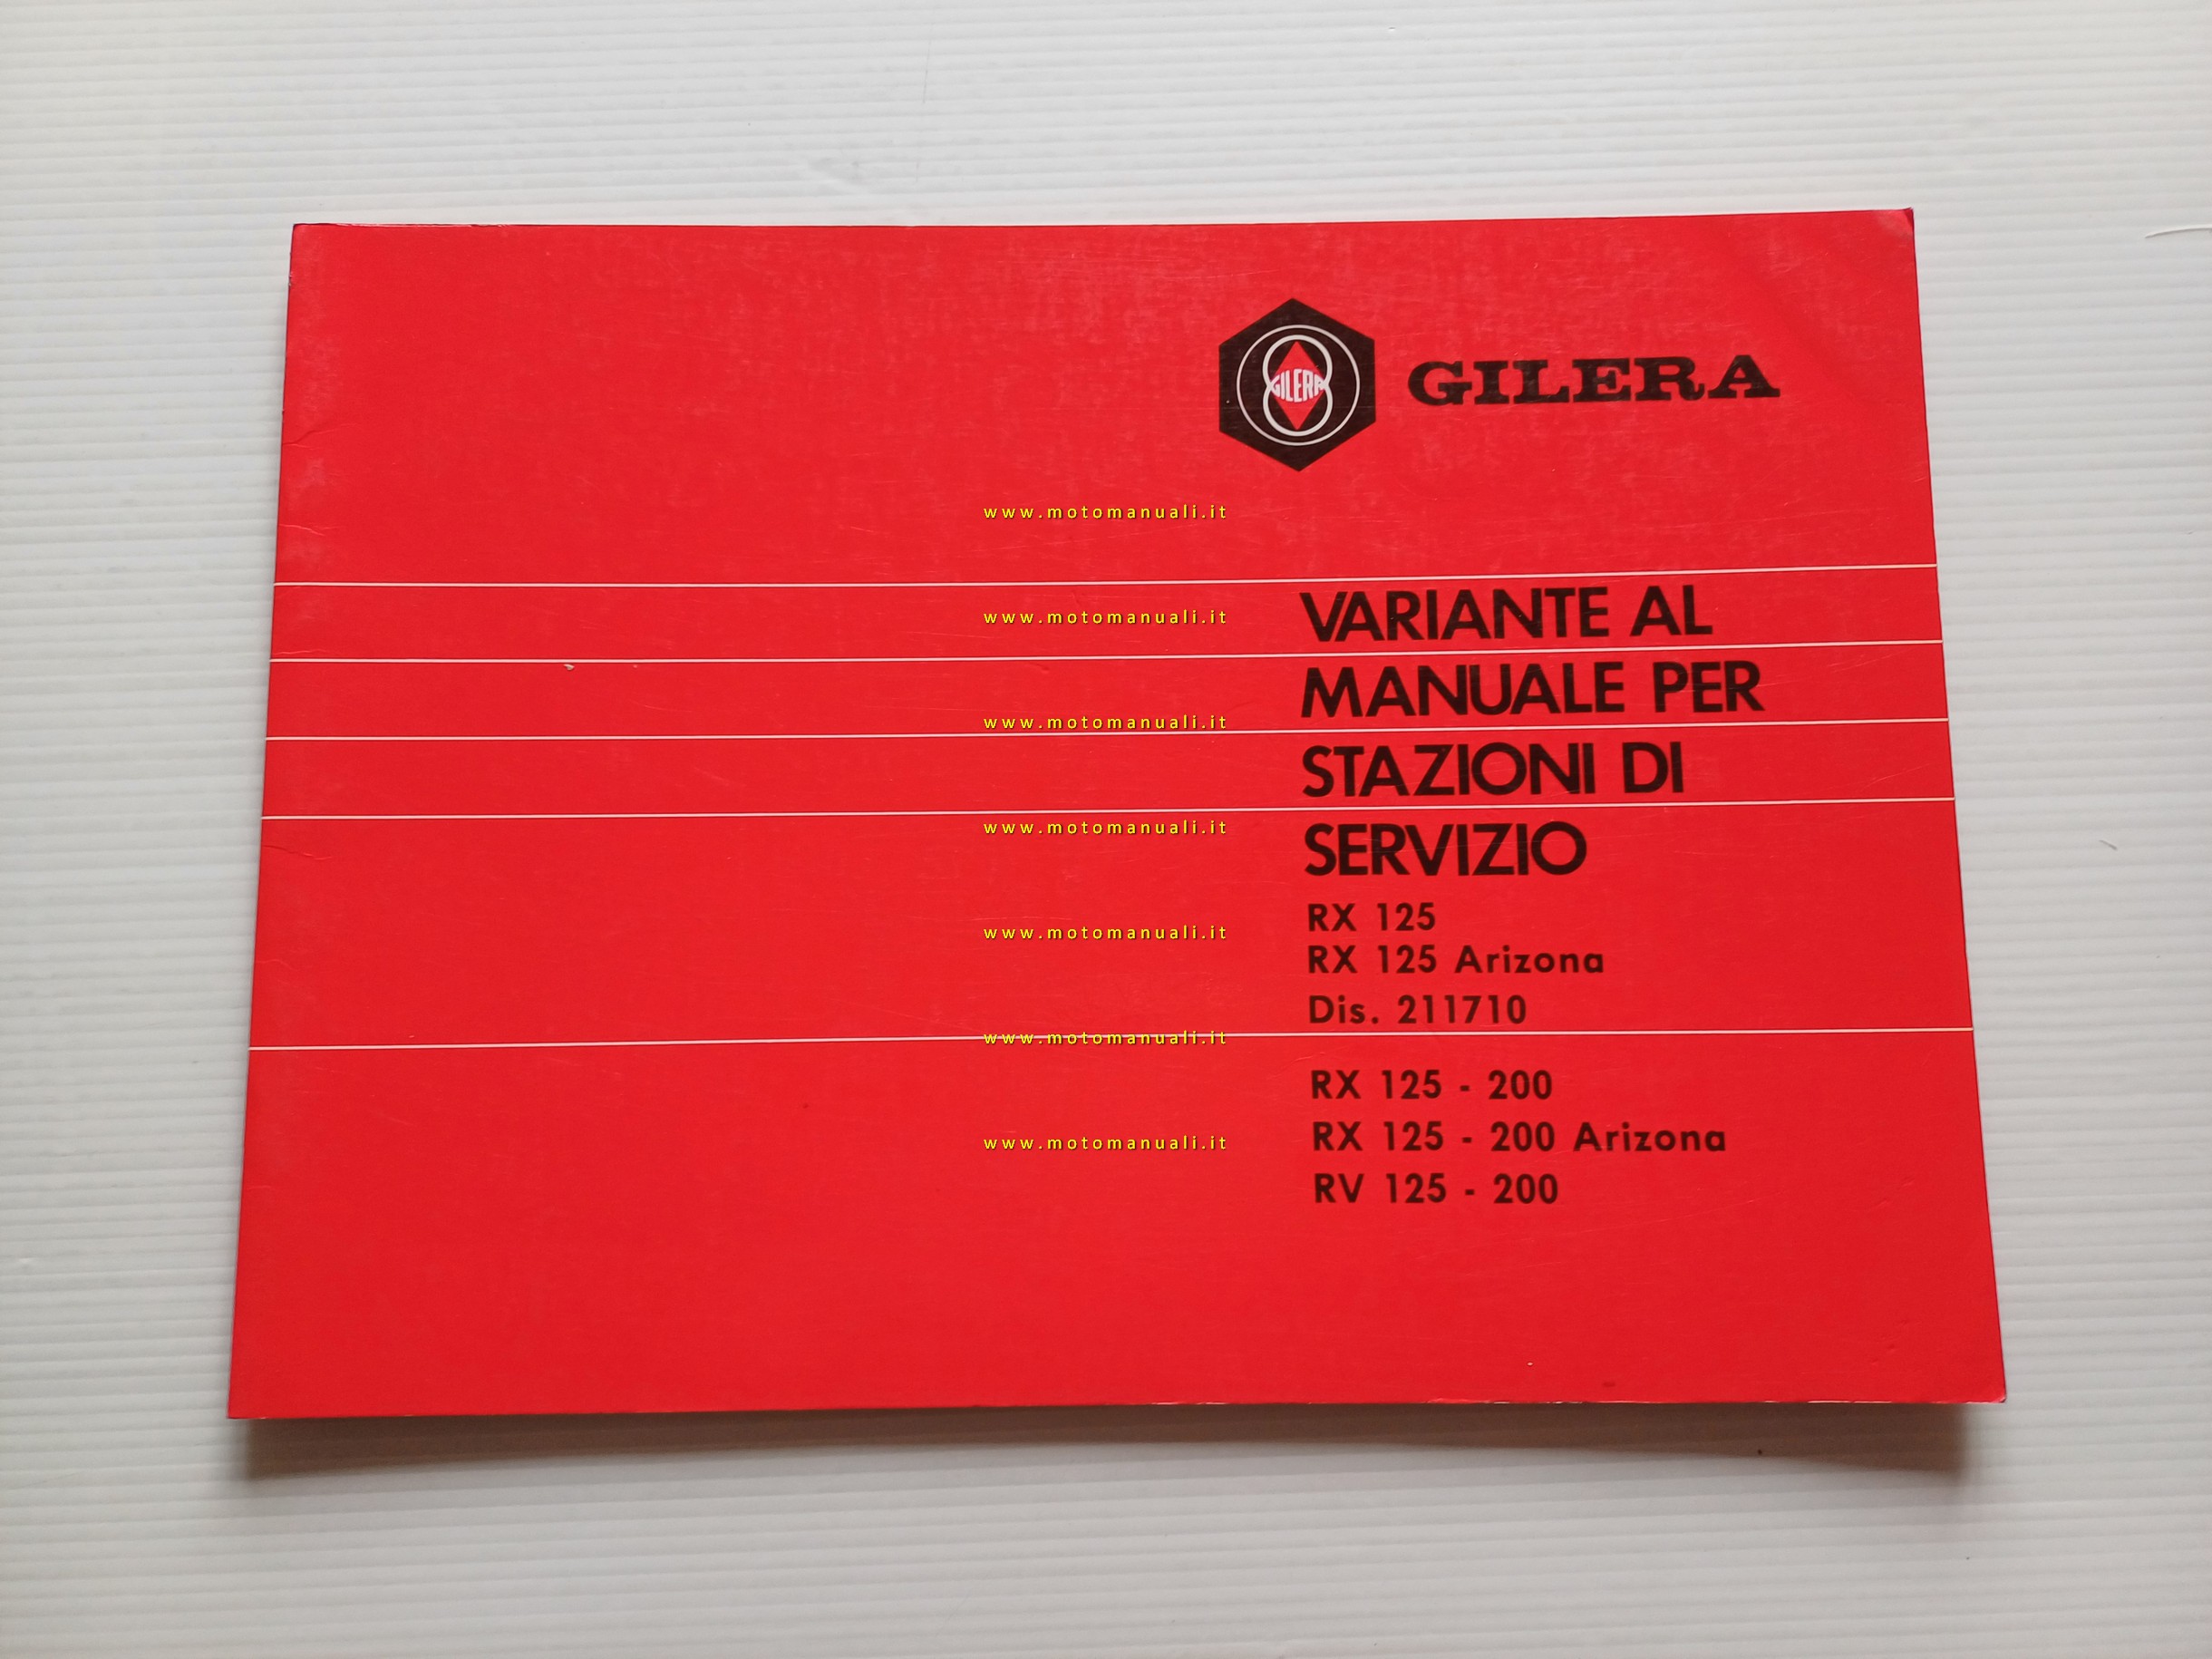 GILERA
GILERA
www.motomanuali.it
VARIANTE AL
www.motomanuali.it
MANUALE PER
www.motomanuali.it
STAZIONI DI
www.motomanuali.it
SERVIZIO
RX 125
www.motomanuali.it
RX 125 Arizona
Dis. 211710
www.motomanuali.it
RX 125 - 200
RX 125 - 200 Arizona
www.motomanuali.it
RV 125 - 200